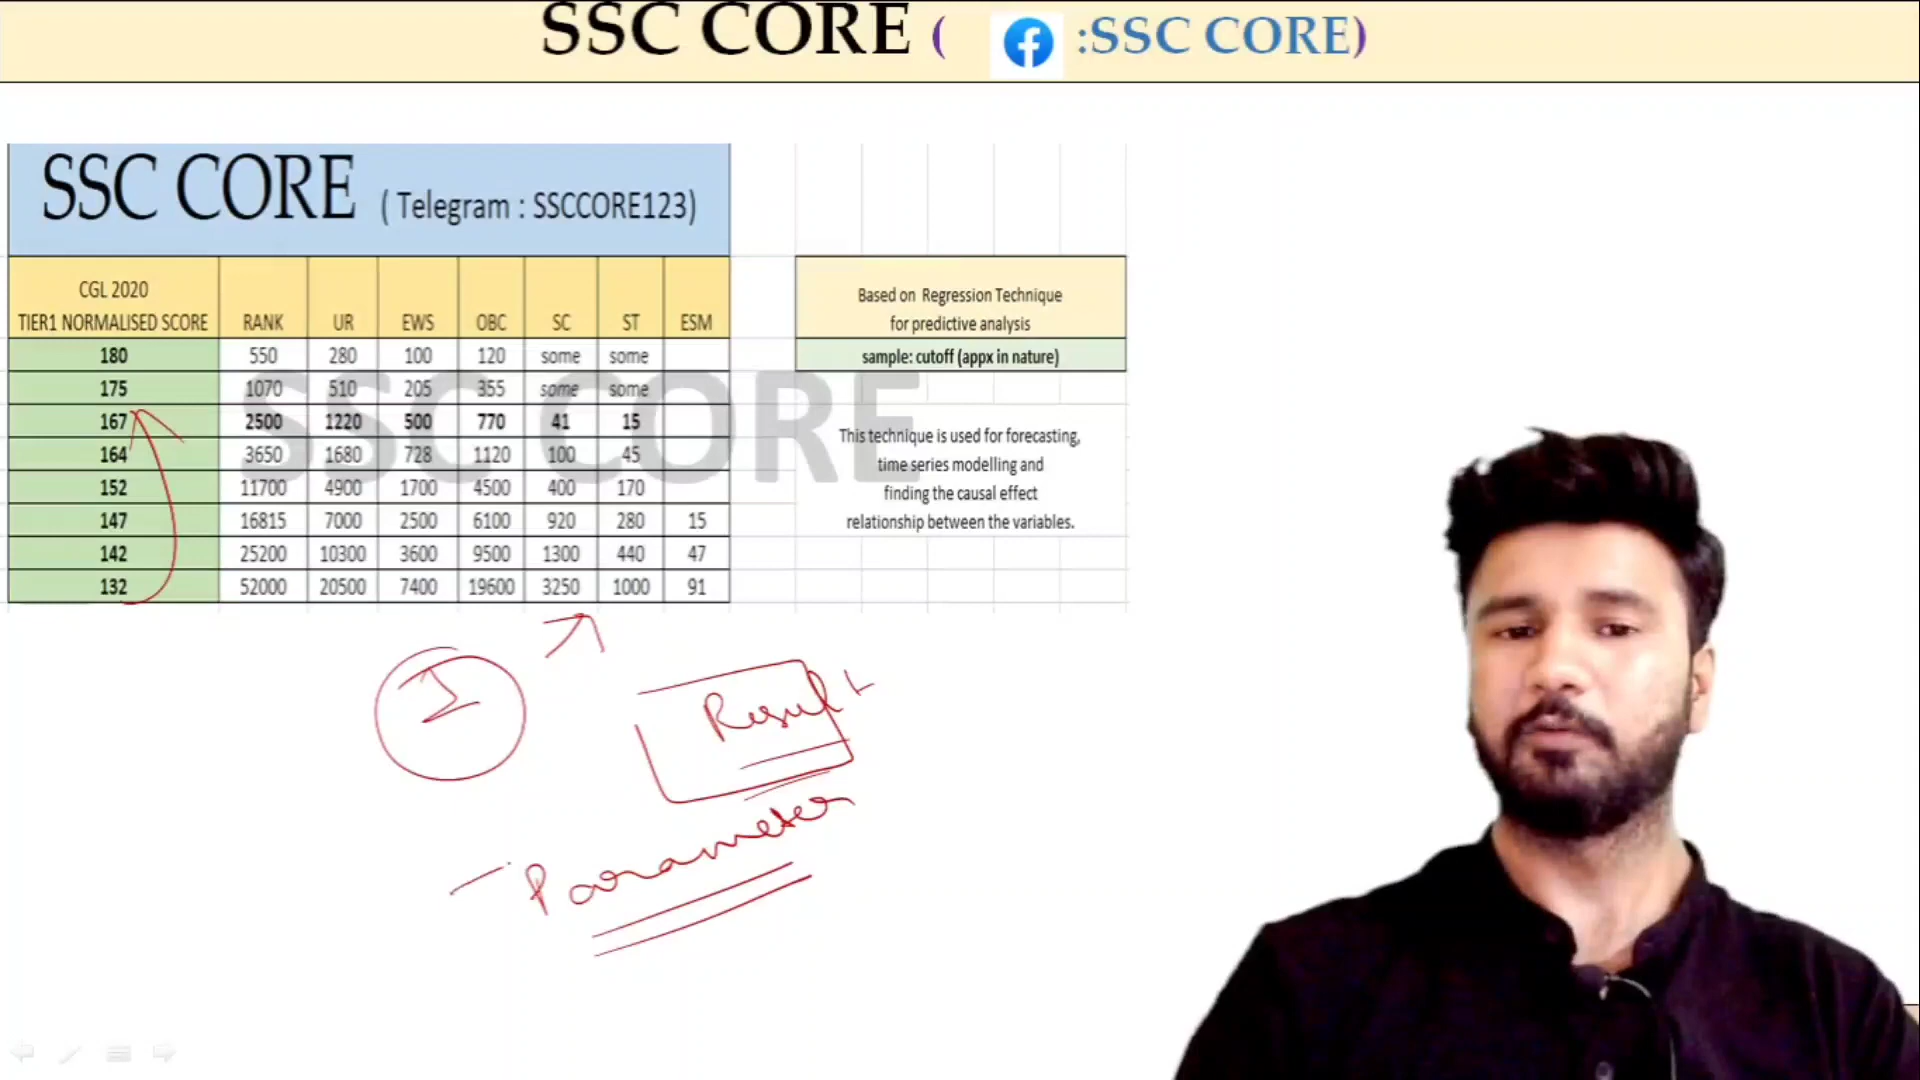 SSC CORE ( :SSC CORE)
SSC CORE ( Telegram : SSCCORE123)
CGL 2020
TIER1 NORMALISED SCORE RANK UR EWS OBC SC ST ESM
180 550 280 100 120 some some
175 1070 510 205 355 some some
167 2500 1220 500 770 41 15
164 3650 1680 728 1120 100 45
152 11700 4900 1700 4500 400 170
147 16815 7000 2500 6100 920 280 15
142 25200 10300 3600 9500 1300 440 47
132 52000 20500 7400 19600 3250 1000 91
SSC CORE
Based on Regression Technique
for predictive analysis
sample: cutoff (appx in nature)
This technique is used for forecasting,
time series modelling and
finding the causal effect
relationship between the variables.
I
Result
Parameter